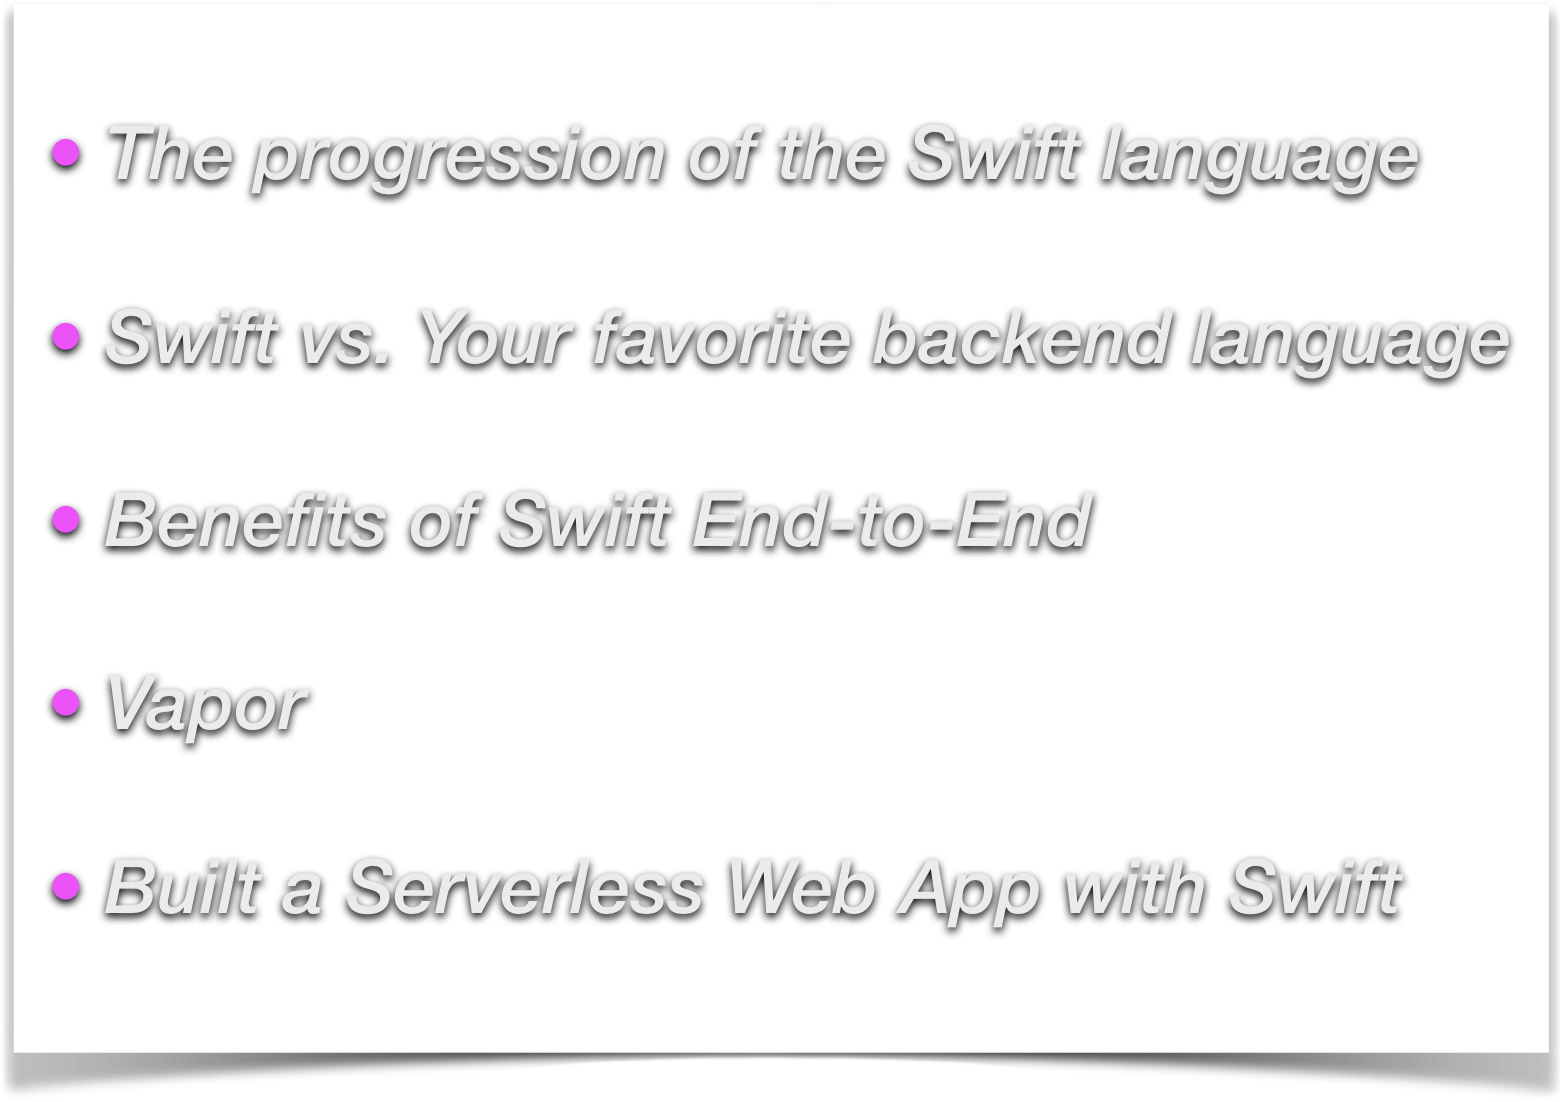 • The progression of the Swift language
• Swift vs. Your favorite backend language
• Benefits of Swift End-to-End
• Vapor
• Built a Serverless Web App with Swift